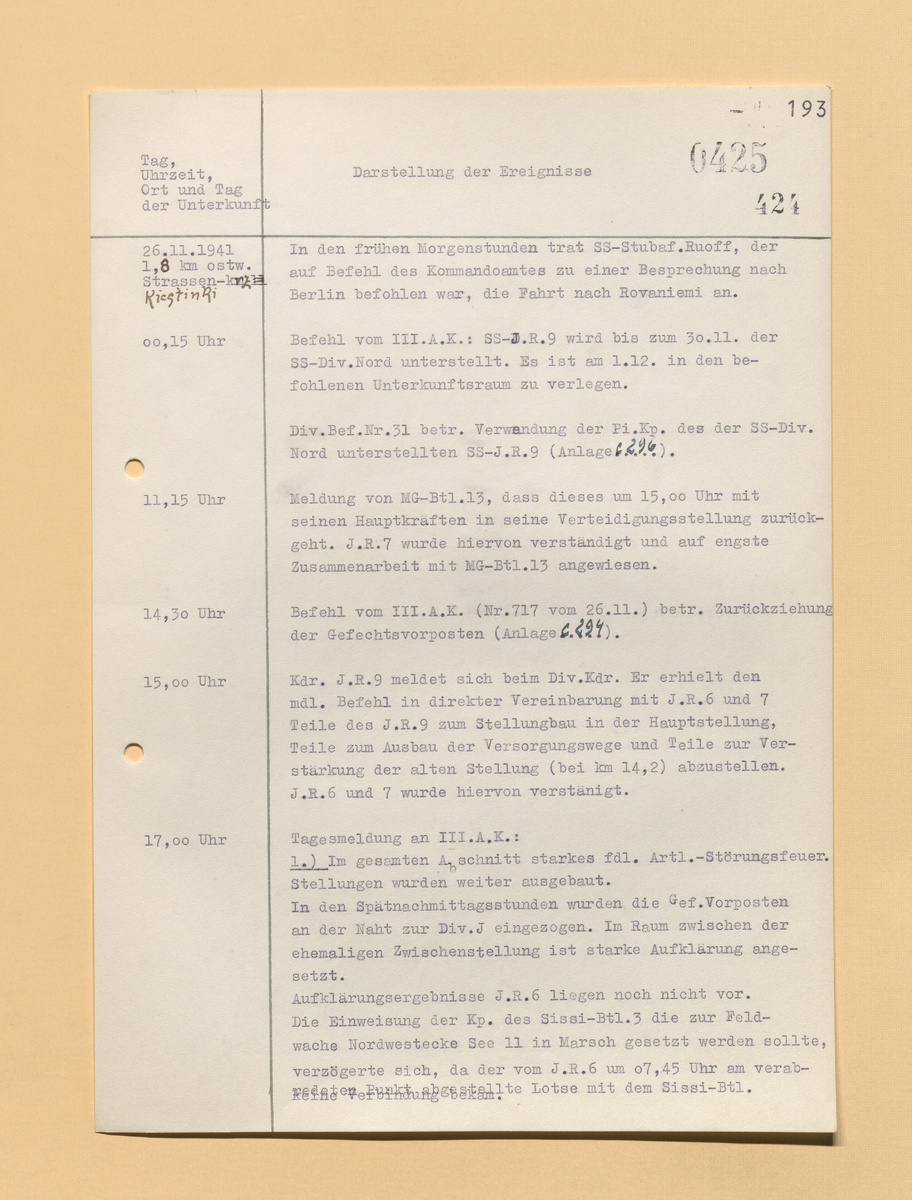 193
0425
424
Tag,
Uhrzeit,
Ort und Tag
der Unterkunft
Darstellung der Ereignisse
26.11.1941
1,8 km ostw.
Strassen-
Kiestinki
In den frühen Morgenstunden trat SS-Stubaf.Ruoff, der
auf Befehl des Kommandoamtes zu einer Besprechung nach
Berlin befohlen war, die Fahrt nach Rovaniemi an.
oo,15 Uhr
Befehl vom III.A.K.: SS-J.R.9 wird bis zum 3o.11. der
SS-Div.Nord unterstellt. Es ist am 1.12. in den be-
fohlenen Unterkunftsraum zu verlegen.
Div.Bef.Nr.31 betr. Verwendung der Pi.Kp. des der SS-Div.
Nord unterstellten SS-J.R.9 (Anlage C.296.).
11,15 Uhr
Meldung von MG-Btl.13, dass dieses um 15,oo Uhr mit
seinen Hauptkräften in seine Verteidigungsstellung zurück-
geht. J.R.7 wurde hiervon verständigt und auf engste
Zusammenarbeit mit MG-Btl.13 angewiesen.
14,3o Uhr
Befehl vom III.A.K. (Nr.717 vom 26.11.) betr. Zurückziehung
der Gefechtsvorposten (Anlage C.294).
15,oo Uhr
Kdr. J.R.9 meldet sich beim Div.Kdr. Er erhielt den
mdl. Befehl in direkter Vereinbarung mit J.R.6 und 7
Teile des J.R.9 zum Stellungbau in der Hauptstellung,
Teile zum Ausbau der Versorgungswege und Teile zur Ver-
stärkung der alten Stellung (bei km 14,2) abzustellen.
J.R.6 und 7 wurde hiervon verstänigt.
17,oo Uhr
Tagesmeldung an III.A.K.:
1.) Im gesamten Abschnitt starkes fdl. Artl.-Störungsfeuer.
Stellungen wurden weiter ausgebaut.
In den Spätnachmittagsstunden wurden die Gef.Vorposten
an der Naht zur Div.J eingezogen. Im Raum zwischen der
ehemaligen Zwischenstellung ist starke Aufklärung ange-
setzt.
Aufklärungsergebnisse J.R.6 liegen noch nicht vor.
Die Einweisung der Kp. des Sissi-Btl.3 die zur Feld-
wache Nordwestecke See 11 in Marsch gesetzt werden sollte,
verzögerte sich, da der vom J.R.6 um o7,45 Uhr am verab-
redeten Punkt abgestellte Lotse mit dem Sissi-Btl.
keine Verbindung bekam.